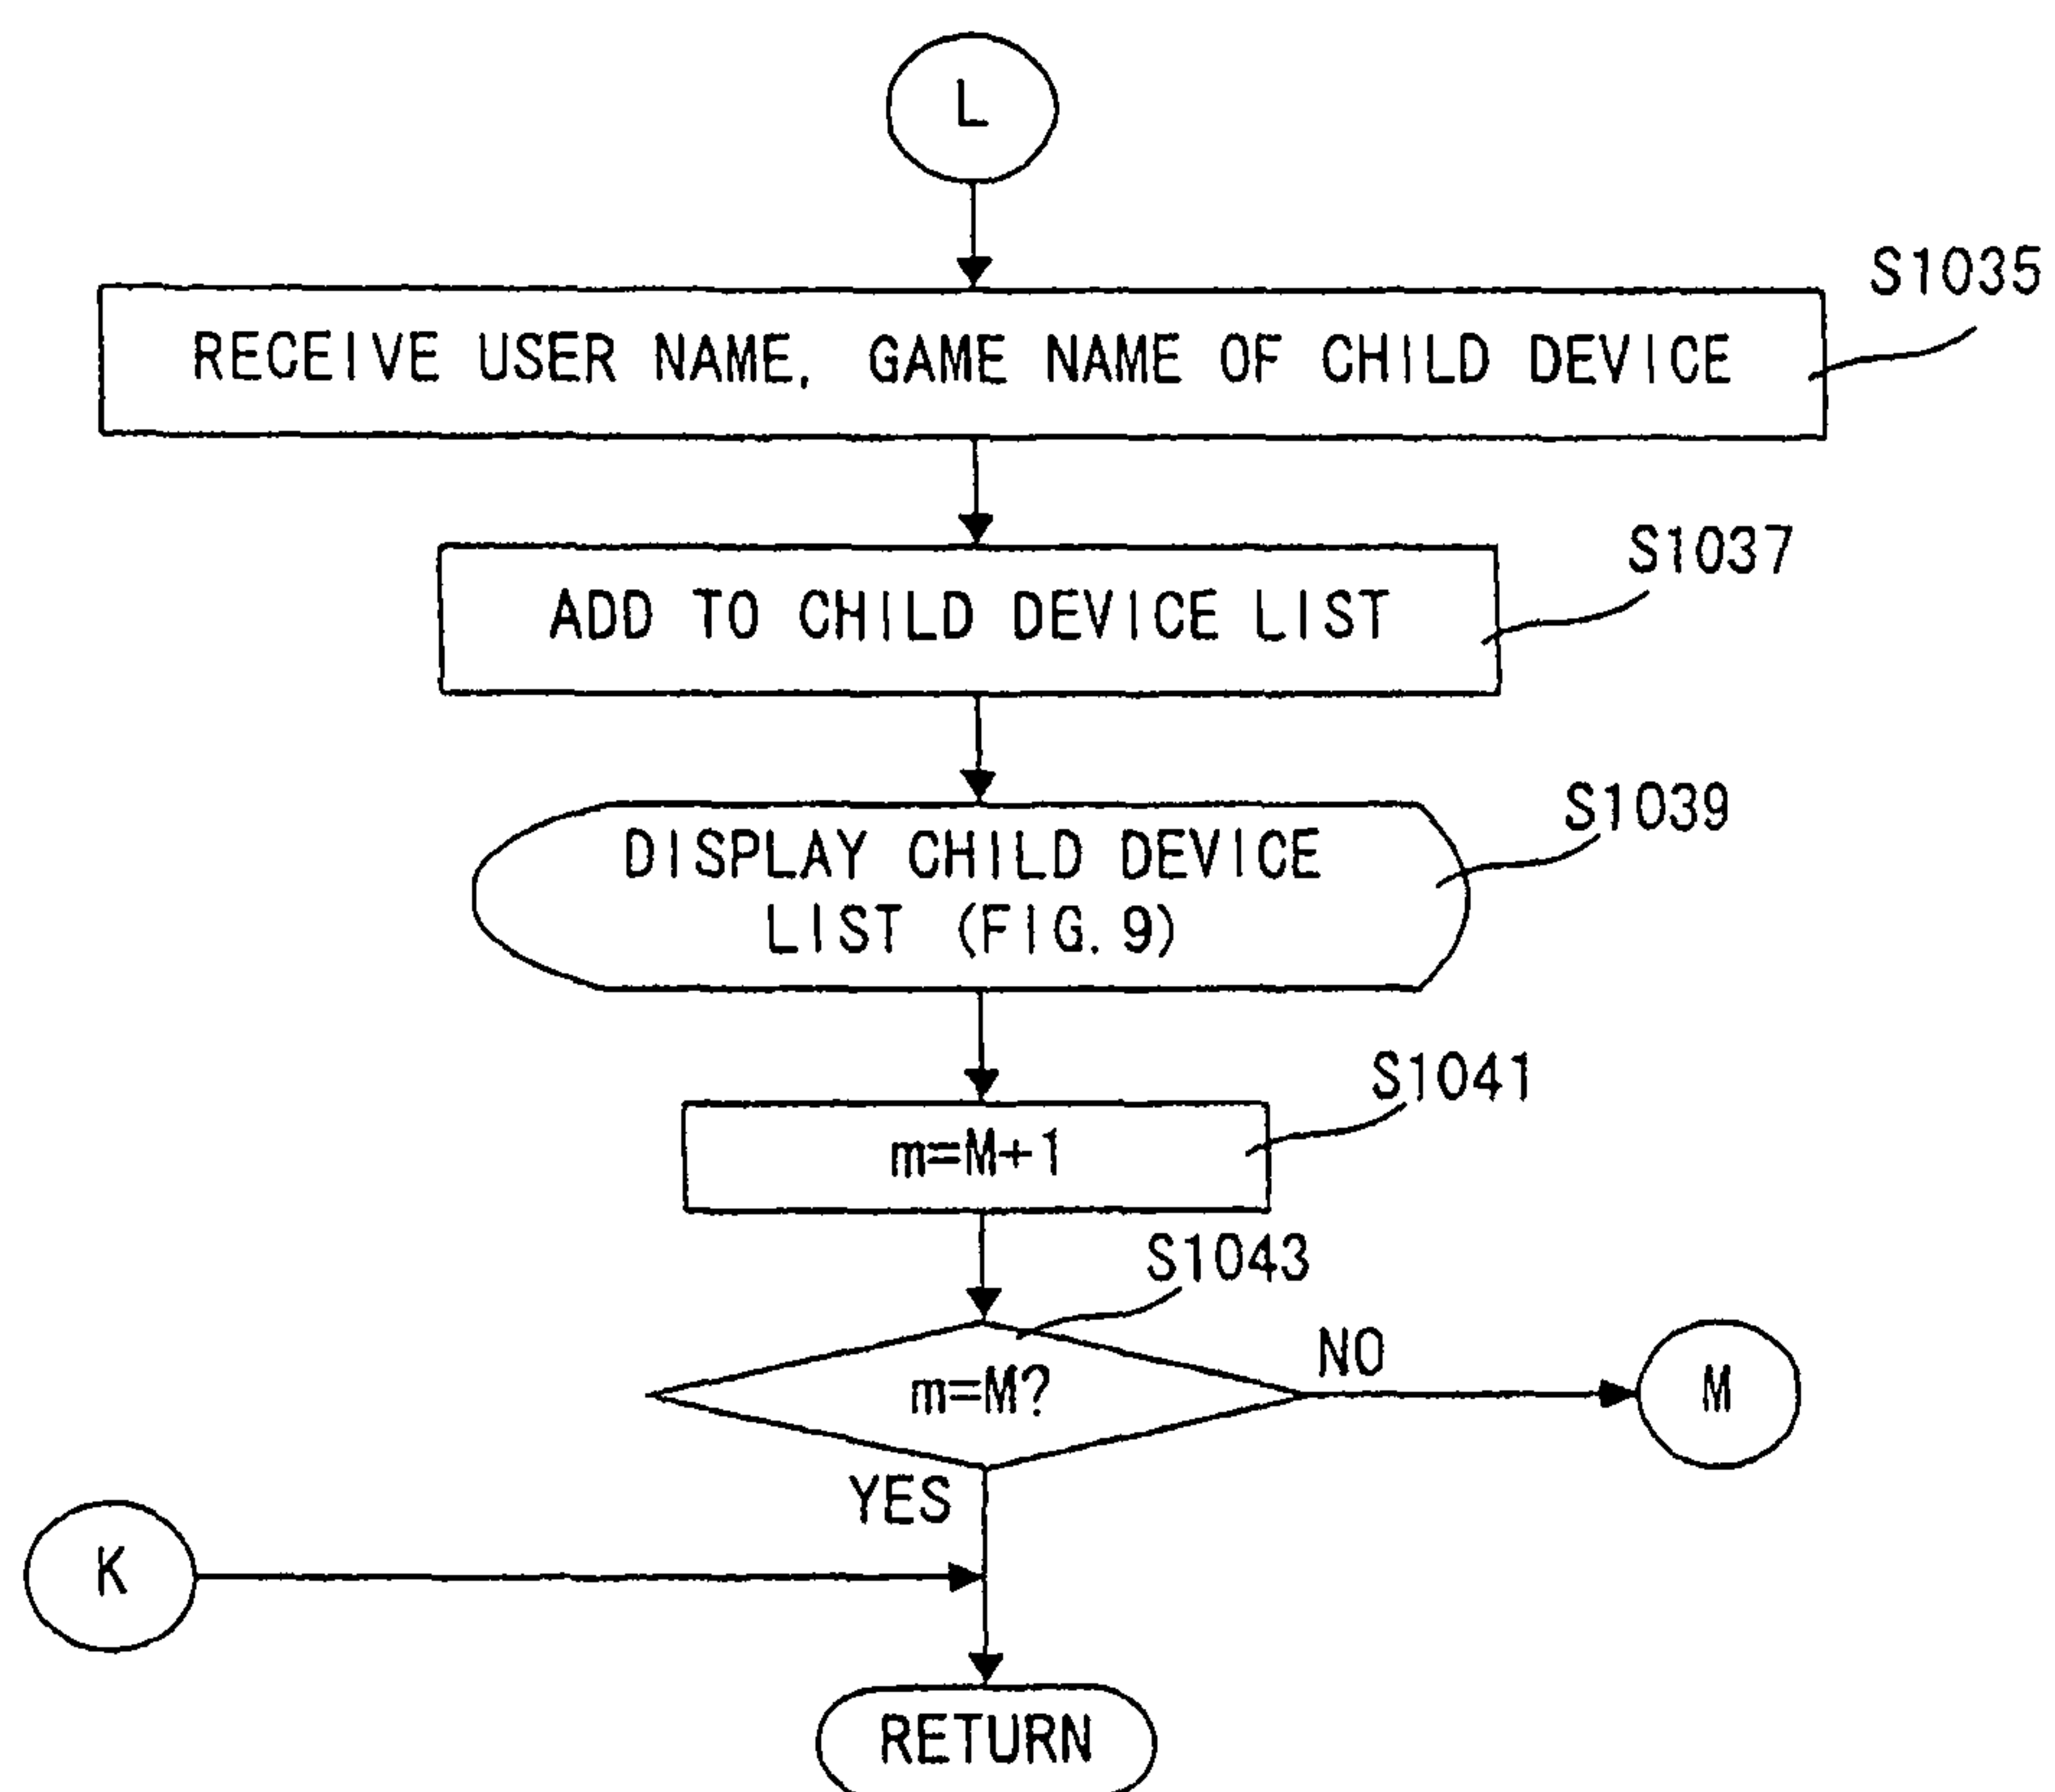 L
S1035
RECEIVE USER NAME, GAME NAME OF CHILD DEVICE
S1037
ADD TO CHILD DEVICE LIST
S1039
DISPLAY CHILD DEVICE
LIST (FIG. 9)
S1041
m=M+1
S1043
m=M?
NO
M
YES
K
RETURN